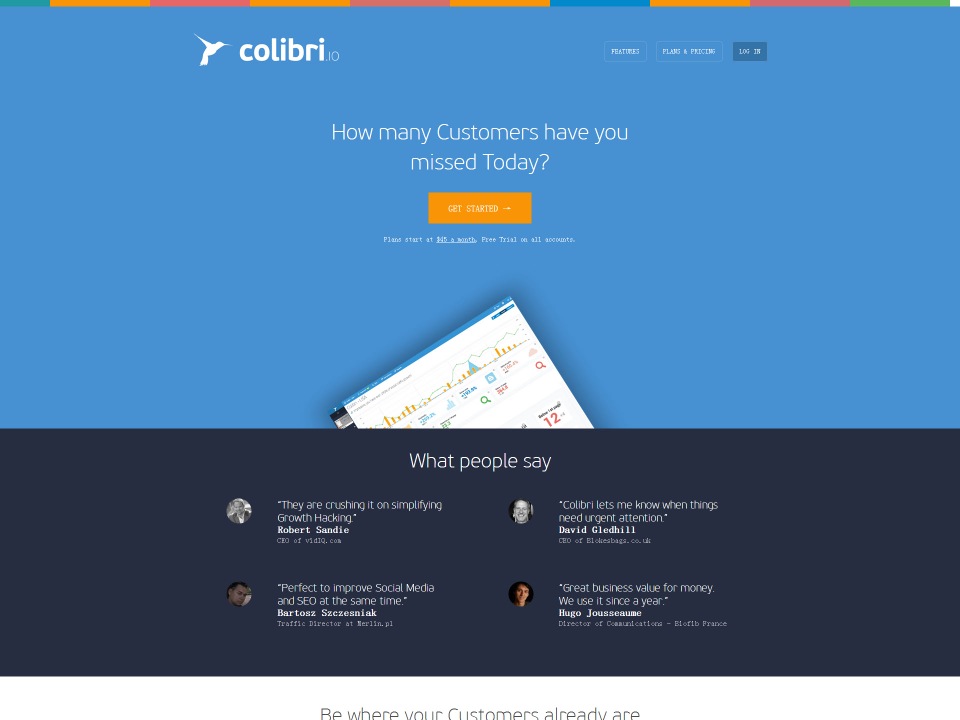 colibri.IO
FEATURES
PLANS & PRICING
LOG IN
How many Customers have you
missed Today?
GET STARTED →
Plans start at $45 a month. Free Trial on all accounts.
12
What people say
“They are crushing it on simplifying
Growth Hacking.”
Robert Sandie
CEO of vidIQ.com
“Colibri lets me know when things
need urgent attention.”
David Gledhill
CEO of Blokesbags.co.uk
“Perfect to improve Social Media
and SEO at the same time.”
Bartosz Szczesniak
Traffic Director at Merlin.pl
“Great business value for money.
We use it since a year.”
Hugo Jousseaume
Director of Communications - Biofib France
Be where your Customers already are